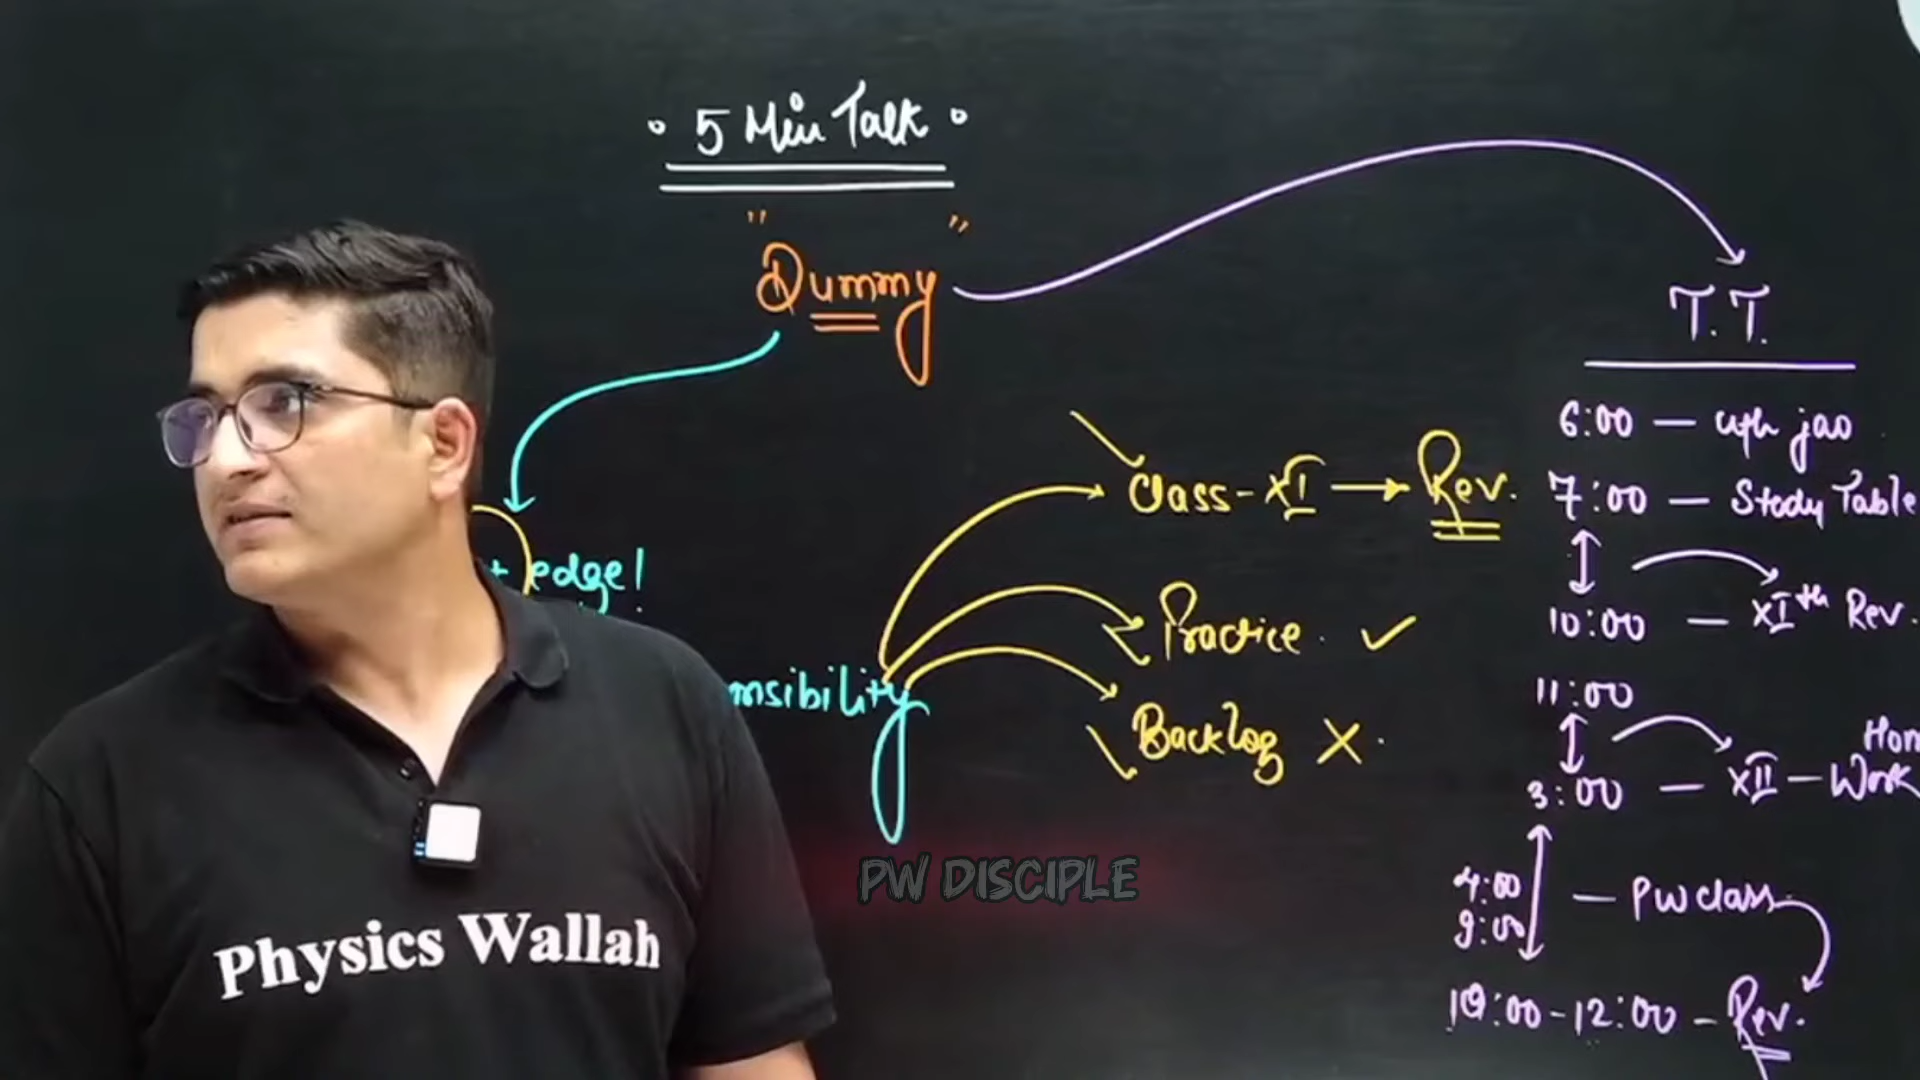 • 5 Min Talk •
"Dummy"
T.T.
6:00 – uth jao
7:00 – Study Table
10:00 – XIth Rev.
11:00
3:00 – XII – Work
Hom
4:00
9:00
– PW class
10:00 – 12:00 – Rev.
Class – XI → Rev.
Practice. ✓
Backlog ✗.
+ edge!
nsibility
PW DISCIPLE
Physics Wallah